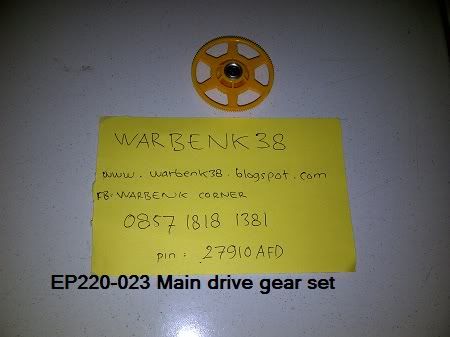 WARBENK38
www.warbenk38.blogspot.com
FB: WARBENK CORNER
0857 1818 1381
pin: 27910AFD
EP220-023 Main drive gear set